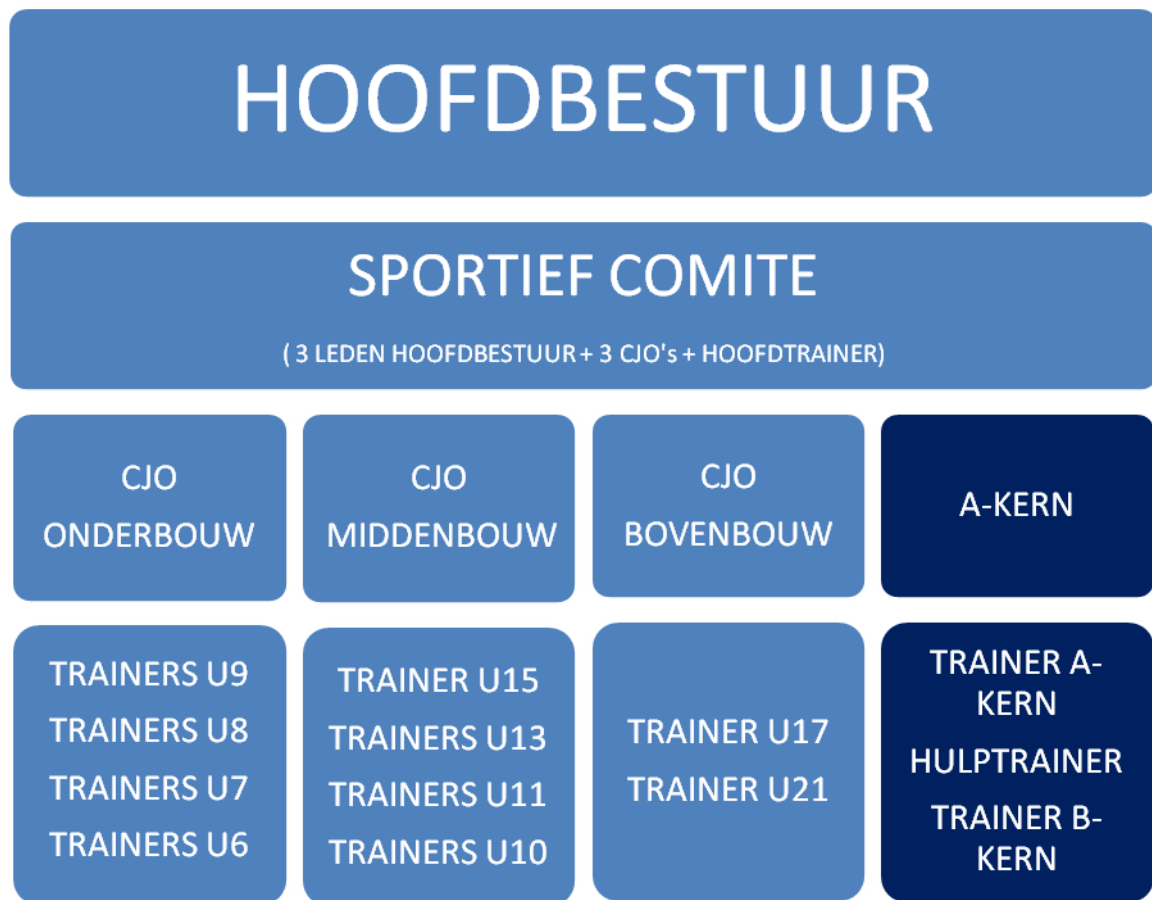 HOOFDBESTUUR
SPORTIEF COMITE
( 3 LEDEN HOOFDBESTUUR + 3 CJO's + HOOFDTRAINER)
CJO
ONDERBOUW
CJO
MIDDENBOUW
CJO
BOVENBOUW
A-KERN
TRAINERS U9
TRAINERS U8
TRAINERS U7
TRAINERS U6
TRAINER U15
TRAINERS U13
TRAINERS U11
TRAINERS U10
TRAINER U17
TRAINER U21
TRAINER A-
KERN
HULPTRAINER
TRAINER B-
KERN